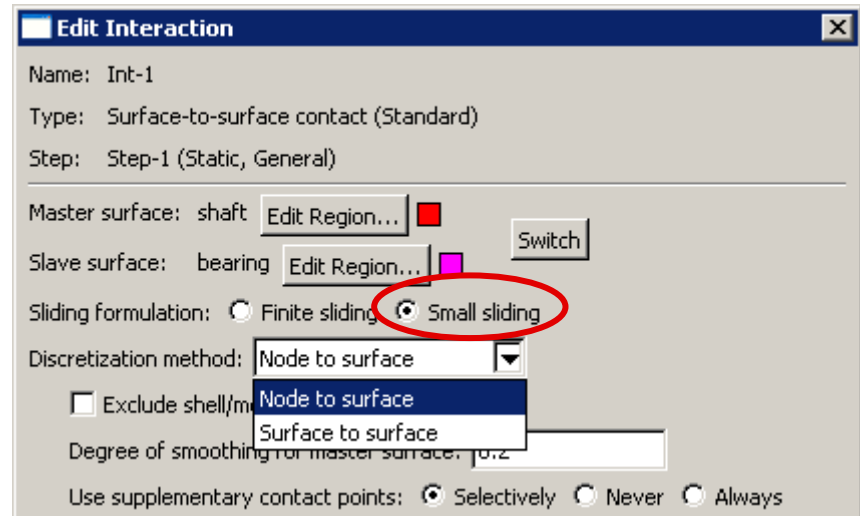 Edit Interaction
Name: Int-1
Type: Surface-to-surface contact (Standard)
Step: Step-1 (Static, General)
Master surface: shaft Edit Region...
Switch
Slave surface: bearing Edit Region...
Sliding formulation: Finite sliding Small sliding
Discretization method: Node to surface
Exclude Node to surface
Surface to surface
Degree of smoothing for master surface: 0.2
Use supplementary contact points: Selectively Never Always